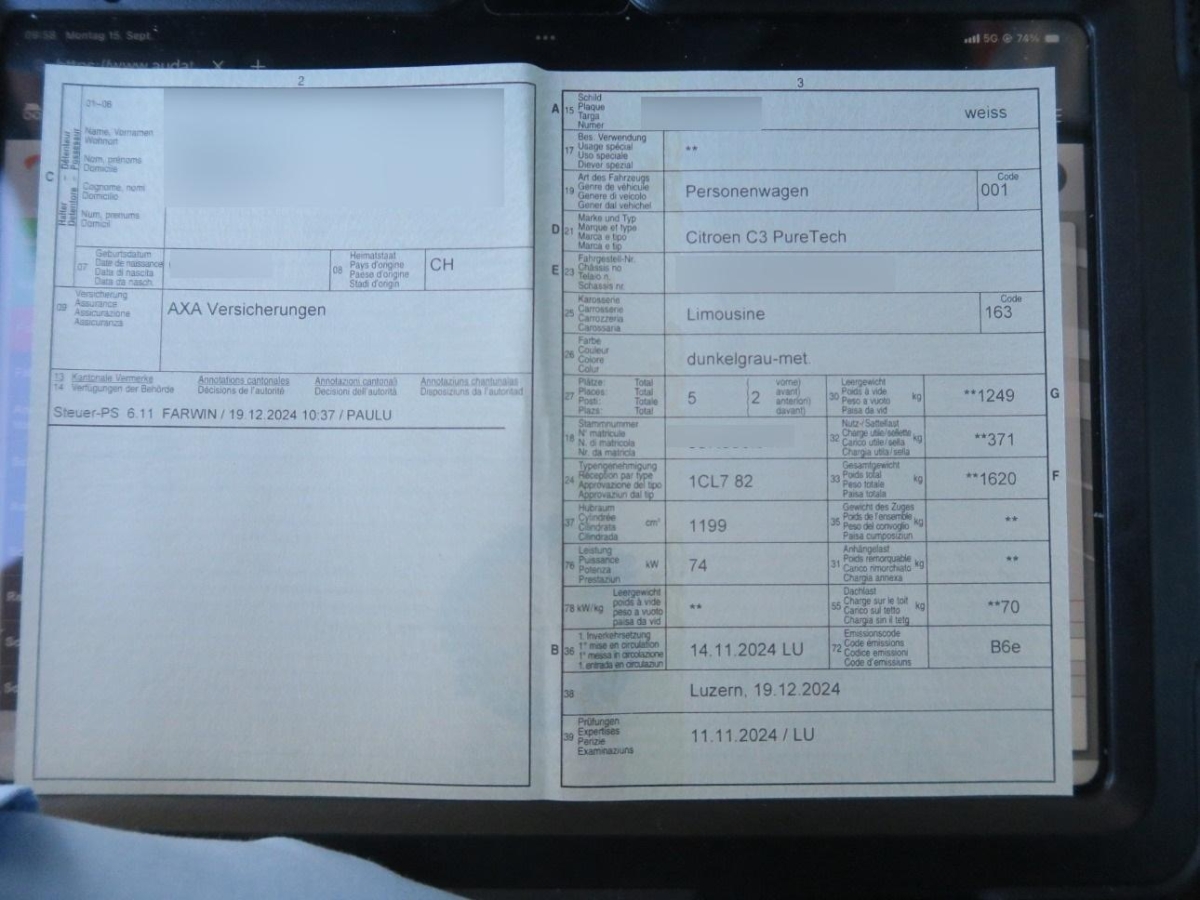 09:58 Montag 15. Sept.
5G 74%
https://www.audat
2
01-06
Halter - Détenteur
Detentore - Possessur
C
Name, Vornamen
Wohnort
Nom, prénoms
Domicile
Cognome, nomi
Domicilio
Num, prenums
Domicil
07 Geburtsdatum
Date de naissance
Data di nascita
Data da nasch.
08 Heimatstaat
Pays d'origine
Paese d'origine
Stadi d'origin
CH
09 Versicherung
Assurance
Assicurazione
Assicuranza
AXA Versicherungen
13 Kantonale Vermerke Annotations cantonales Annotazioni cantonali Annotaziuns chantunalas
14 Verfügungen der Behörde Décisions de l'autorité Decisioni dell'autorità Disposiziuns da l'autoritad
Steuer-PS 6.11 FARWIN / 19.12.2024 10:37 / PAULU
3
A 15 Schild
Plaque
Targa
Numer
weiss
17 Bes. Verwendung
Usage spécial
Uso speciale
Diever spezial
**
19 Art des Fahrzeugs
Genre de véhicule
Genere di veicolo
Gener dal vehichel
Personenwagen
Code
001
D 21 Marke und Typ
Marque et type
Marca e tipo
Marca e tip
Citroen C3 PureTech
E 23 Fahrgestell-Nr.
Châssis no
Telaio n.
Schassis nr.
25 Karosserie
Carrosserie
Carrozzeria
Carossaria
Limousine
Code
163
26 Farbe
Couleur
Colore
Colur
dunkelgrau-met.
27 Plätze: Total
Places: Total
Posti: Totale
Plazs: Total
5
( 2 vorne)
avant)
anteriori)
davant)
30 Leergewicht
Poids à vide
Peso a vuoto
Paisa da vid
kg
**1249
G
18 Stammnummer
N° matricule
N. di matricola
Nr. da matricla
32 Nutz-/Sattellast
Charge utile/sellette
Carico utile/sella
Chargia utila/sella
kg
**371
24 Typengenehmigung
Réception par type
Approvazione del tipo
Approvaziun dal tip
1CL7 82
33 Gesamtgewicht
Poids total
Peso totale
Paisa totala
kg
**1620
F
37 Hubraum
Cylindrée
Cilindrata
Cilindrada
cm³
1199
35 Gewicht des Zuges
Poids de l'ensemble
Peso del convoglio
Paisa cumposiziun
kg
**
76 Leistung
Puissance
Potenza
Prestaziun
kW
74
31 Anhängelast
Poids remorquable
Carico rimorchiato
Chargia annexa
kg
**
78 kW/kg Leergewicht
poids à vide
peso a vuoto
paisa da vid
**
55 Dachlast
Charge sur le toit
Carico sul tetto
Chargia sin il tetg
kg
**70
B 36 1. Inverkehrsetzung
1re mise en circulation
1a messa in circolazione
1. entrada en circulaziun
14.11.2024 LU
72 Emissionscode
Code émissions
Codice emissioni
Code d'emissiuns
B6e
38
Luzern, 19.12.2024
39 Prüfungen
Expertises
Perizie
Examinaziuns
11.11.2024 / LU